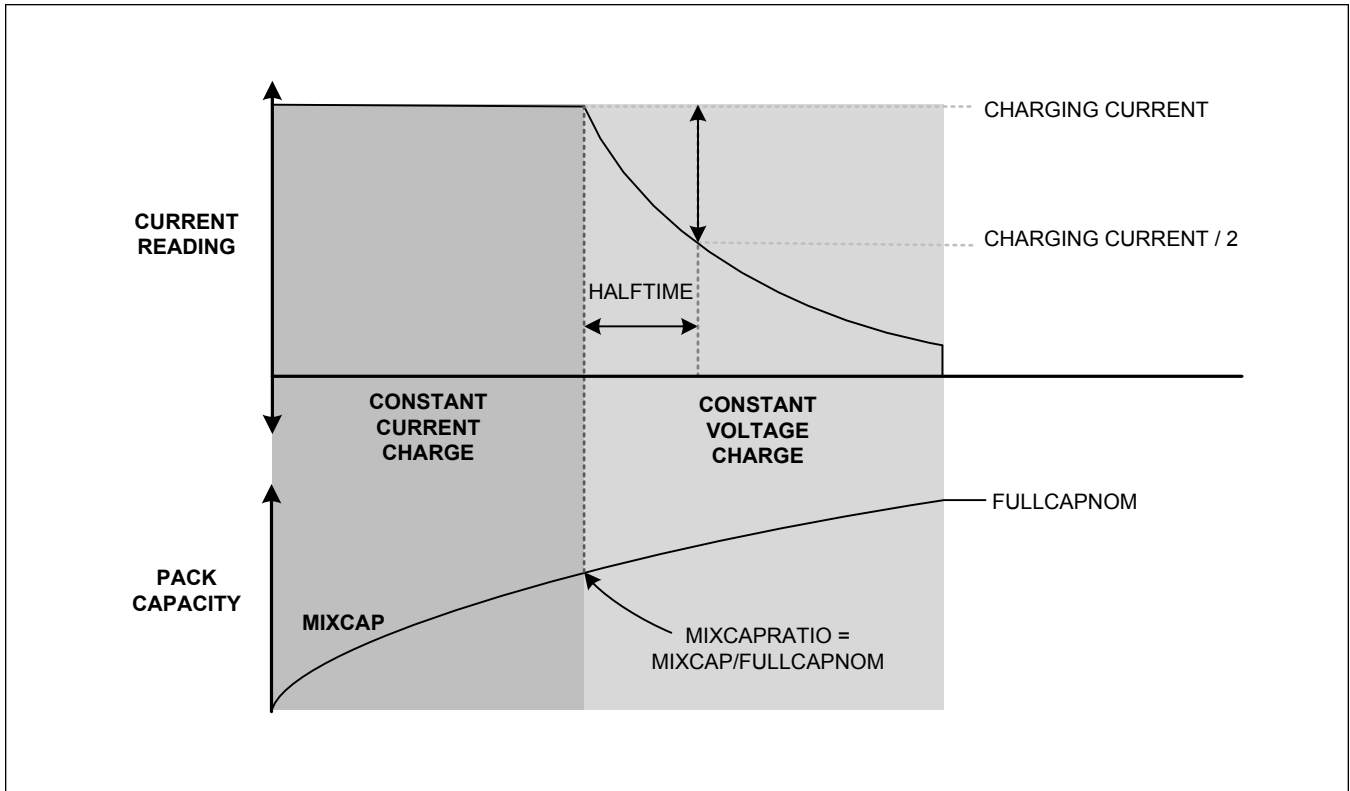 CHARGING CURRENT
CURRENT
READING
CHARGING CURRENT / 2
HALFTIME
CONSTANT
CURRENT
CHARGE
CONSTANT
VOLTAGE
CHARGE
FULLCAPNOM
PACK
CAPACITY
MIXCAP
MIXCAPRATIO =
MIXCAP/FULLCAPNOM